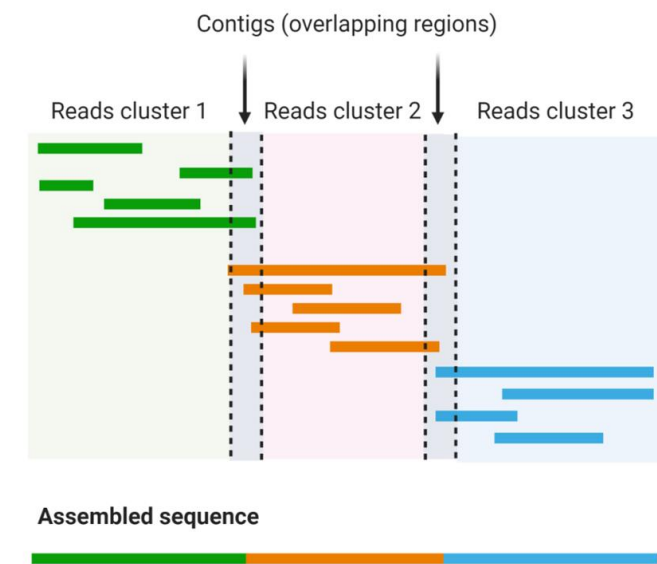 Contigs (overlapping regions)
Reads cluster 1
Reads cluster 2
Reads cluster 3
Assembled sequence